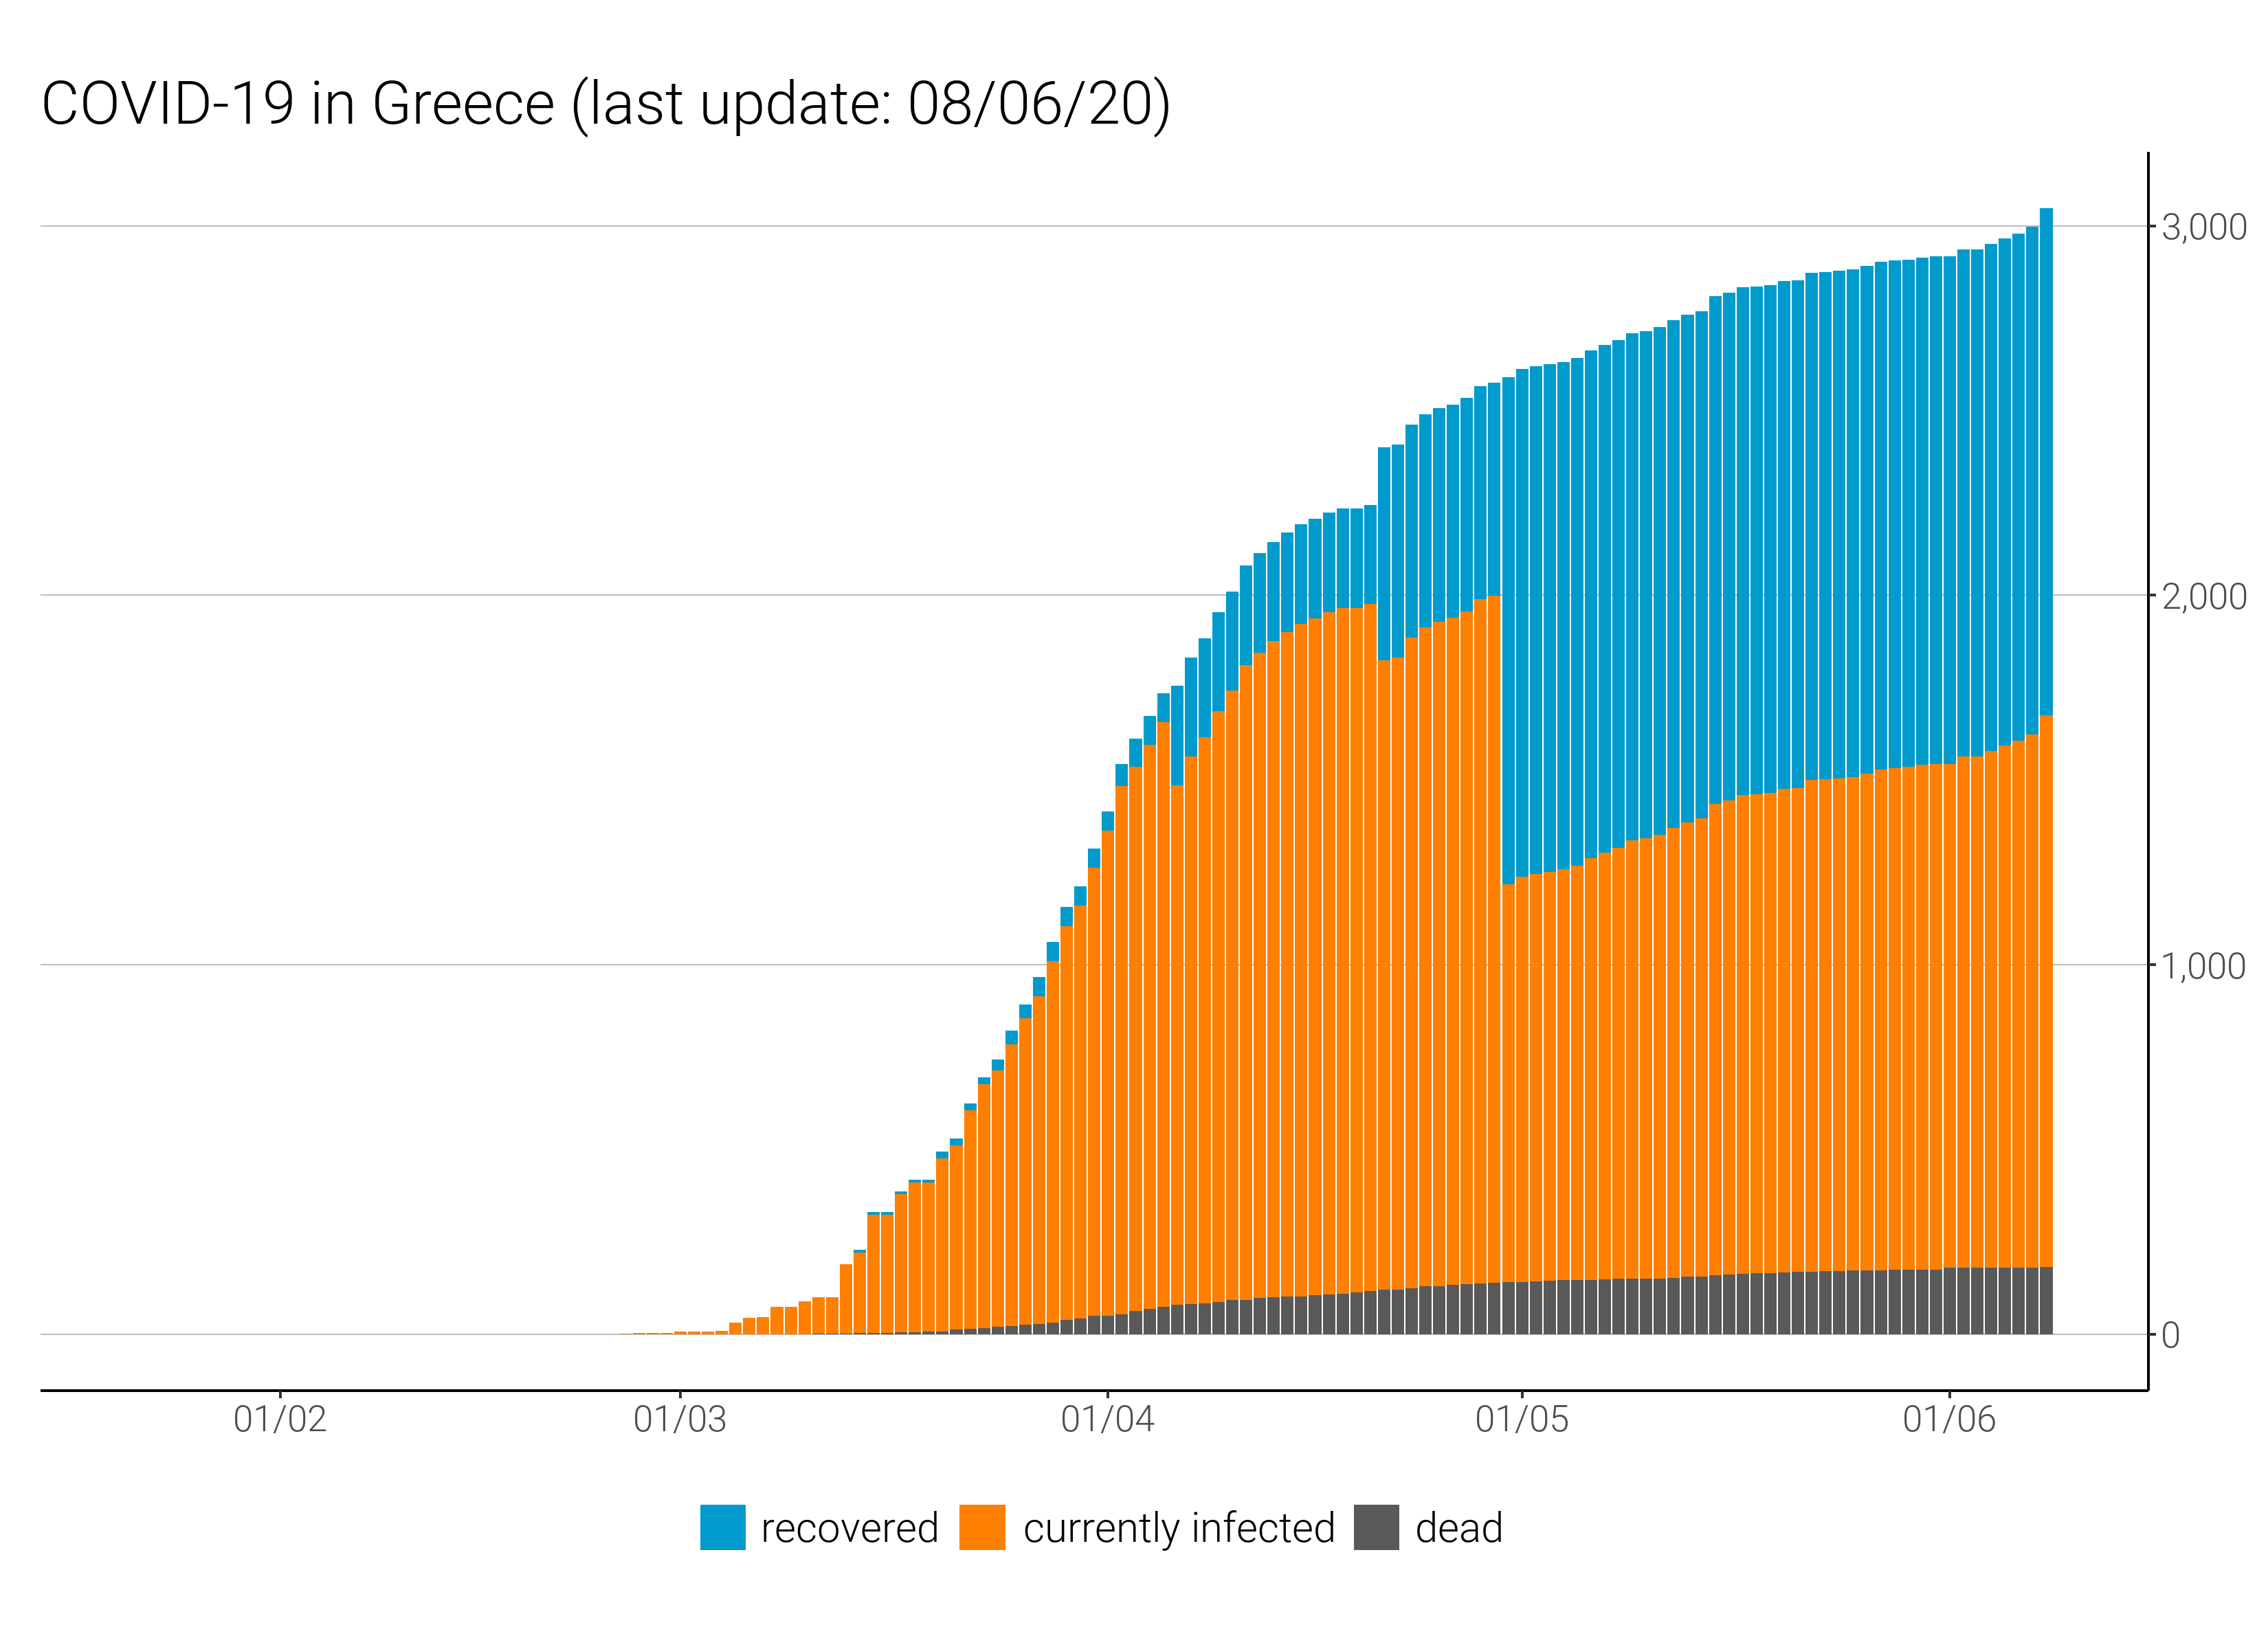 COVID-19 in Greece (last update: 08/06/20)
3,000
2,000
1,000
0
01/02 01/03 01/04 01/05 01/06
recovered currently infected dead